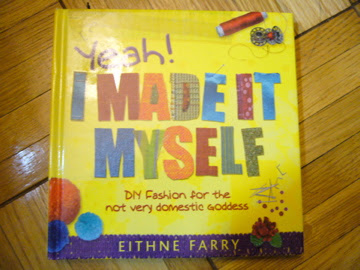 Yeah!
I MADE IT
MYSELF
DIY Fashion for the
not very domestic Goddess
EITHNE FARRY